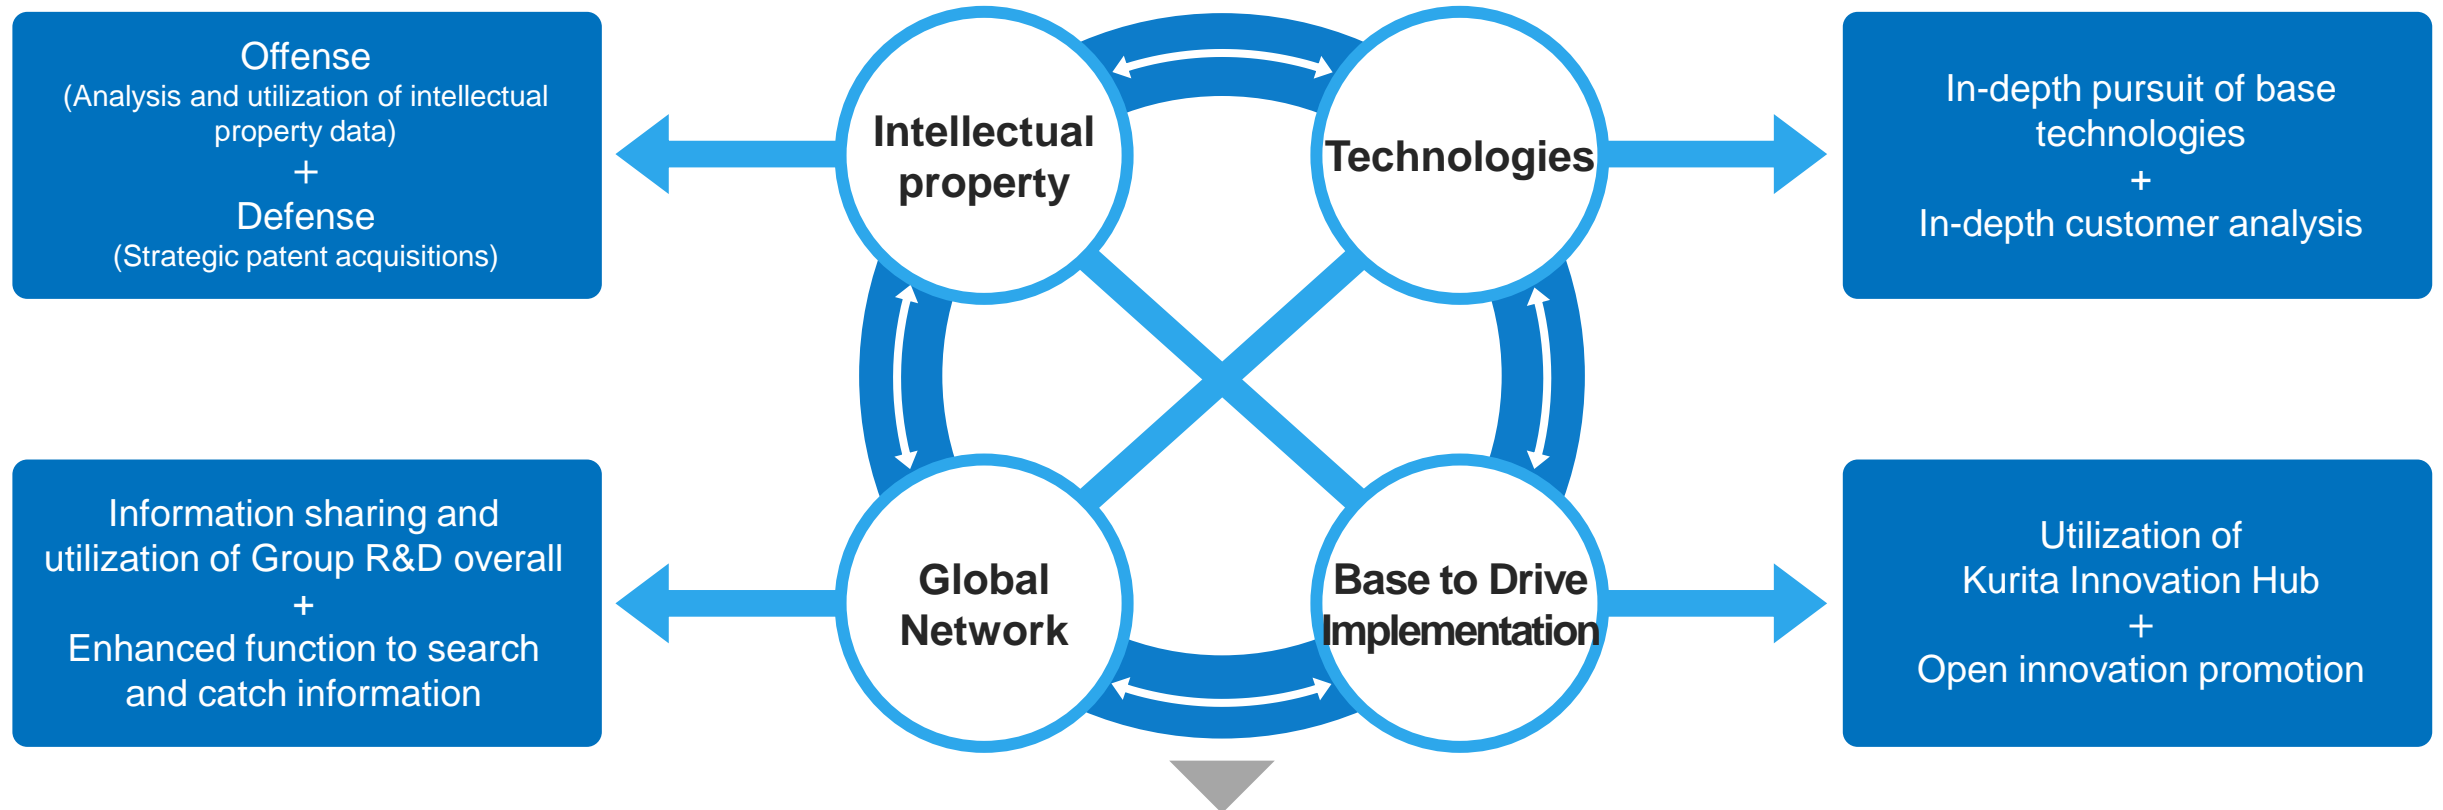 Offense
(Analysis and utilization of intellectual
property data)
+
Defense
(Strategic patent acquisitions)
Intellectual
property
Technologies
In-depth pursuit of base
technologies
+
In-depth customer analysis
Information sharing and
utilization of Group R&D overall
+
Enhanced function to search
and catch information
Global
Network
Base to Drive
Implementation
Utilization of
Kurita Innovation Hub
+
Open innovation promotion